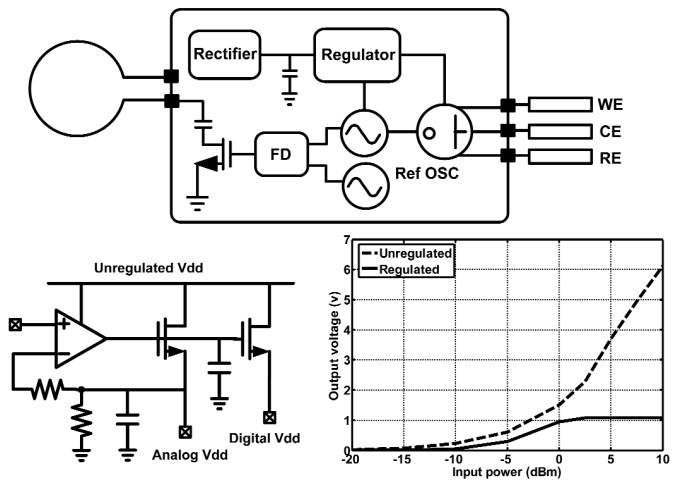 Rectifier
Regulator
FD
Ref OSC
WE
CE
RE
Unregulated Vdd
+
−
Analog Vdd
Digital Vdd
Output voltage (v)
7
6
5
4
3
2
1
0
Unregulated
Regulated
-20 -15 -10 -5 0 5 10
Input power (dBm)